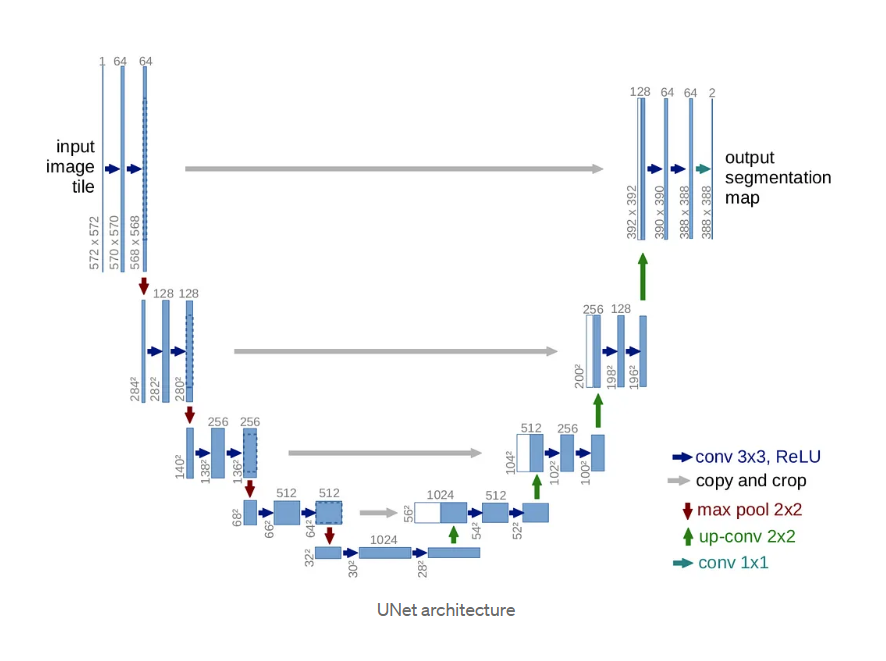 1 64 64
input
image
tile
572 x 572
570 x 570
568 x 568
128 64 64 2
output
segmentation
map
392 x 392
390 x 390
388 x 388
388 x 388
128 128
284²
282²
280²
256 128
200²
198²
196²
256 256
140²
138²
136²
512 256
104²
102²
100²
512 512
68²
66²
64²
1024 512
56²
54²
52²
1024
32²
30²
28²
conv 3x3, ReLU
copy and crop
max pool 2x2
up-conv 2x2
conv 1x1
UNet architecture